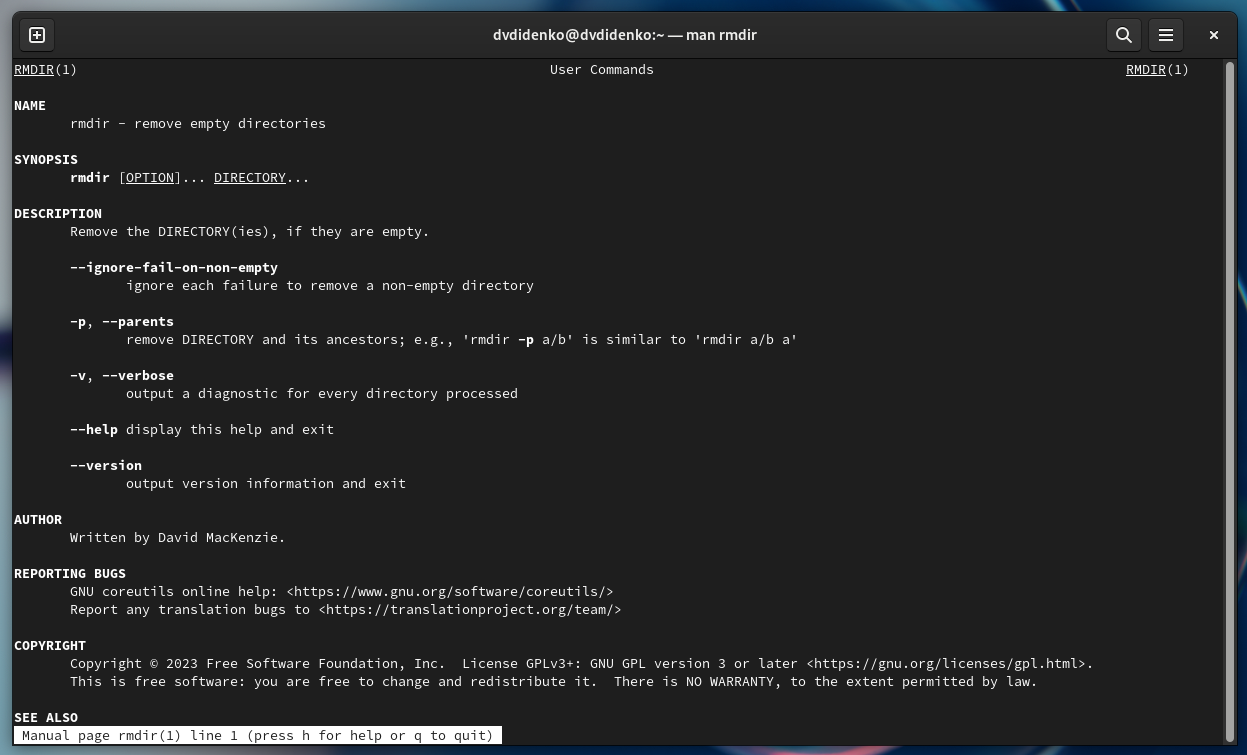 dvdidenko@dvdidenko:~ — man rmdir
RMDIR(1) User Commands RMDIR(1)
NAME
rmdir - remove empty directories
SYNOPSIS
rmdir [OPTION]... DIRECTORY...
DESCRIPTION
Remove the DIRECTORY(ies), if they are empty.
--ignore-fail-on-non-empty
ignore each failure to remove a non-empty directory
-p, --parents
remove DIRECTORY and its ancestors; e.g., 'rmdir -p a/b' is similar to 'rmdir a/b a'
-v, --verbose
output a diagnostic for every directory processed
--help display this help and exit
--version
output version information and exit
AUTHOR
Written by David MacKenzie.
REPORTING BUGS
GNU coreutils online help: <https://www.gnu.org/software/coreutils/>
Report any translation bugs to <https://translationproject.org/team/>
COPYRIGHT
Copyright © 2023 Free Software Foundation, Inc.  License GPLv3+: GNU GPL version 3 or later <https://gnu.org/licenses/gpl.html>.
This is free software: you are free to change and redistribute it.  There is NO WARRANTY, to the extent permitted by law.
SEE ALSO
Manual page rmdir(1) line 1 (press h for help or q to quit)